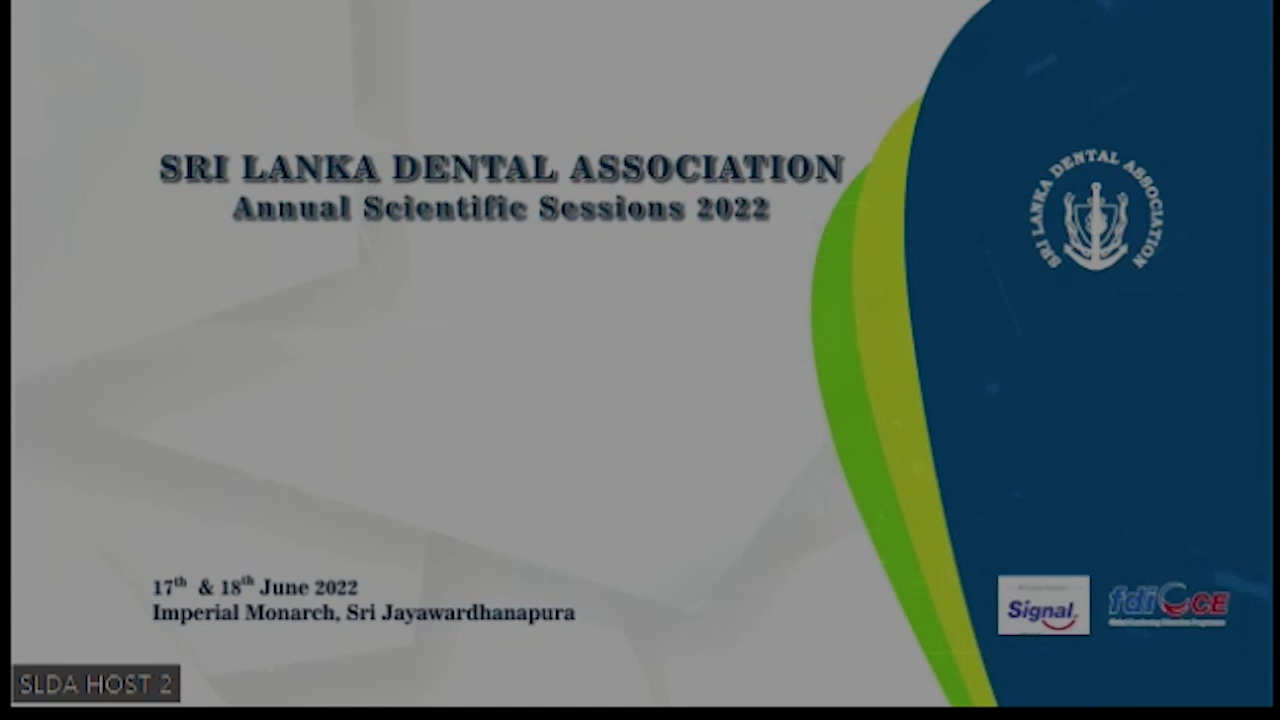 SRI LANKA DENTAL ASSOCIATION
Annual Scientific Sessions 2022
SRI LANKA DENTAL ASSOCIATION
17th & 18th June 2022
Imperial Monarch, Sri Jayawardhanapura
Signal
fdi CE
SLDA HOST 2